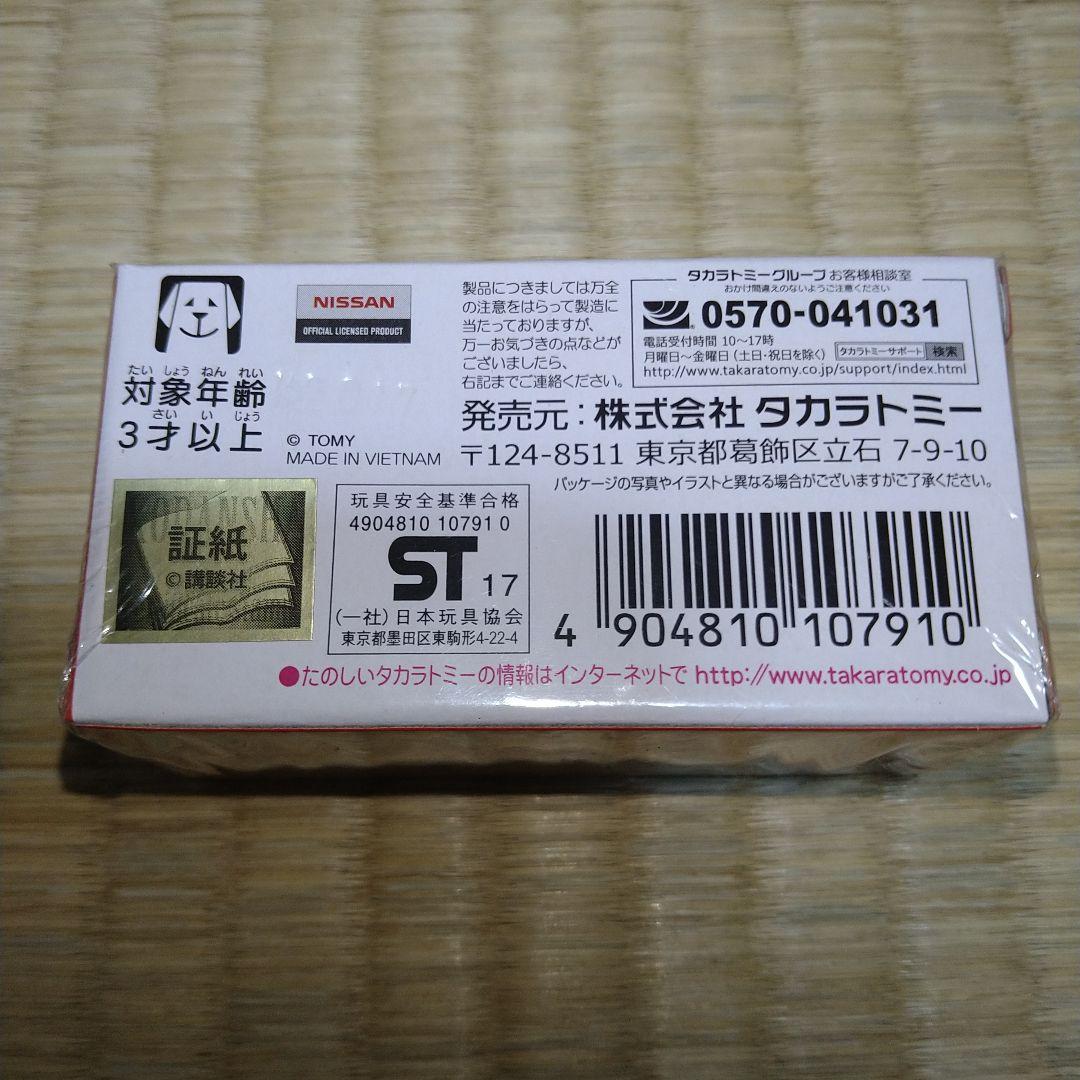 たい しょう ねん れい
対象年齢
さい い じょう
3才以上
NISSAN
OFFICIAL LICENSED PRODUCT
© TOMY
MADE IN VIETNAM
製品につきましては万全
の注意をはらって製造に
当たっておりますが、
万一お気づきの点などが
ございましたら、
右記までご連絡ください。
タカラトミーグループ お客様相談室
おかけ間違えのないようご注意ください
0570-041031
電話受付時間 10〜17時
月曜日〜金曜日 (土日・祝日を除く)
タカラトミーサポート 検索
http://www.takaratomy.co.jp/support/index.html
発売元:株式会社 タカラトミー
〒124-8511 東京都葛飾区立石 7-9-10
パッケージの写真やイラストと異なる場合がございますがご了承ください。
証紙
©講談社
玩具安全基準合格
4904810 10791 0
ST 17
(一社)日本玩具協会
東京都墨田区東駒形4-22-4
4 904810 107910
●たのしいタカラトミーの情報はインターネットで http://www.takaratomy.co.jp